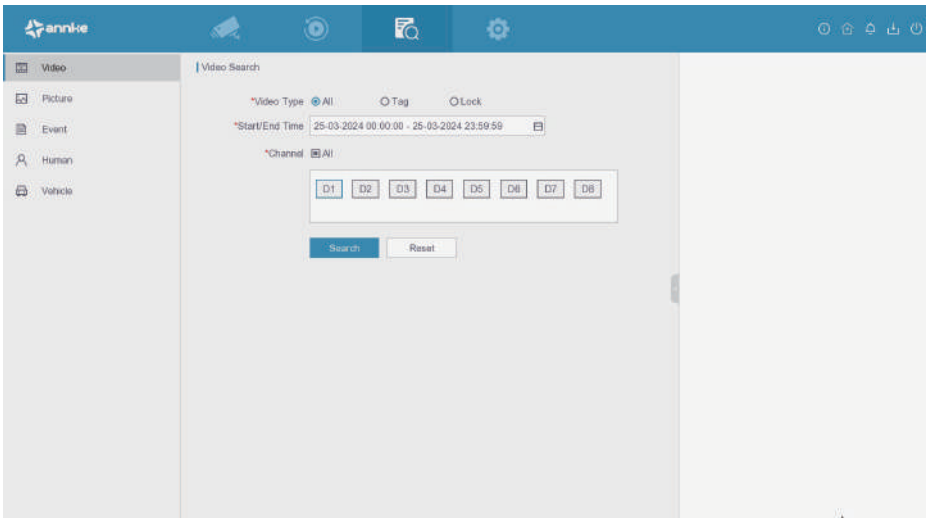 annke
Video
Picture
Event
Human
Vehicle
Video Search
*Video Type All Tag Lock
*Start/End Time 25-03-2024 00:00:00 - 25-03-2024 23:59:59
*Channel All
D1 D2 D3 D4 D5 D6 D7 D8
Search Reset